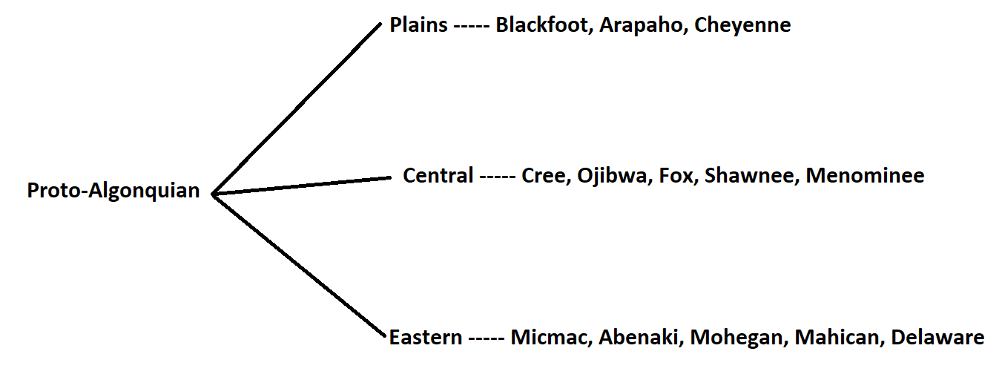 Plains ----- Blackfoot, Arapaho, Cheyenne
Central ----- Cree, Ojibwa, Fox, Shawnee, Menominee
Proto-Algonquian
Eastern ----- Micmac, Abenaki, Mohegan, Mahican, Delaware